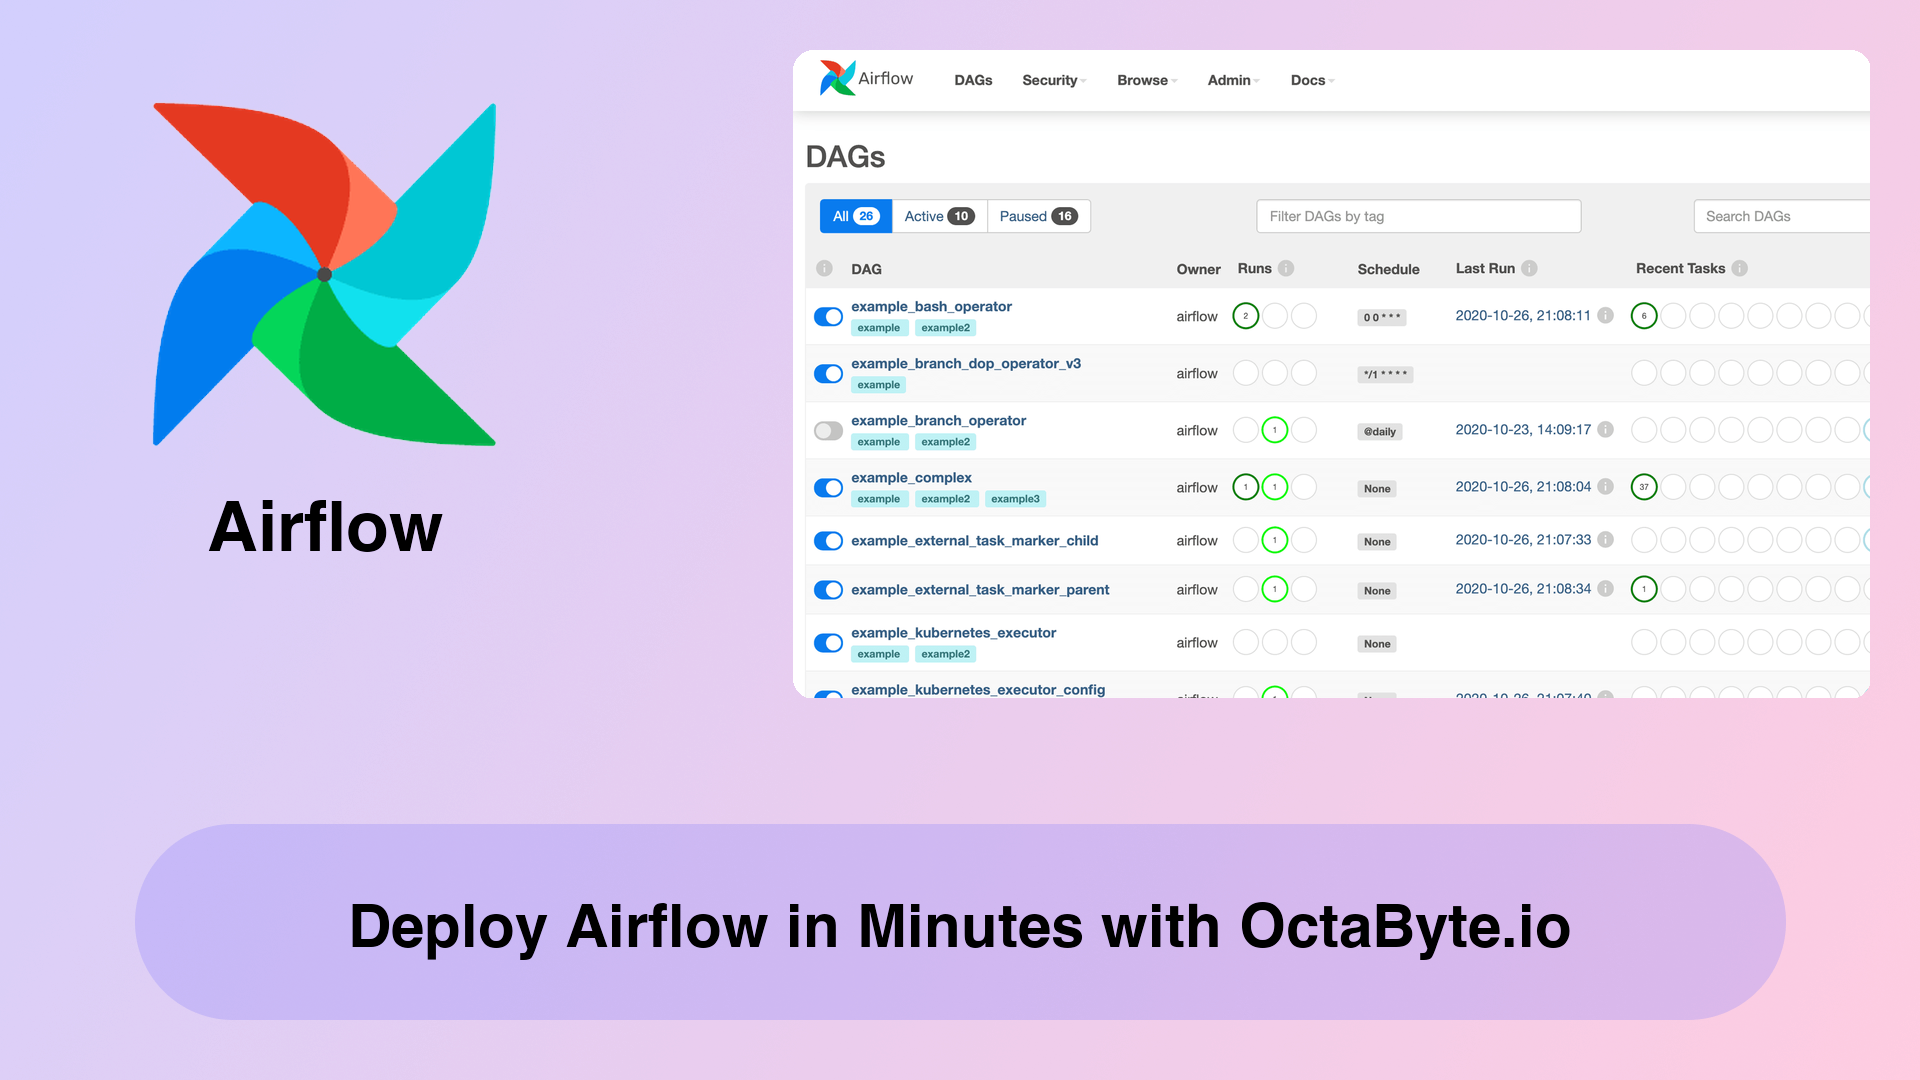 Airflow DAGs Security Browse Admin Docs
DAGs
All 26 Active 10 Paused 16 Filter DAGs by tag Search DAGs
DAG Owner Runs Schedule Last Run Recent Tasks
example_bash_operator
example example2
airflow 2 0 0 * * * 2020-10-26, 21:08:11 6
example_branch_dop_operator_v3
example
airflow */1 * * * *
example_branch_operator
example example2
airflow 1 @daily 2020-10-23, 14:09:17
example_complex
example example2 example3
airflow 1 1 None 2020-10-26, 21:08:04 37
example_external_task_marker_child airflow 1 None 2020-10-26, 21:07:33
example_external_task_marker_parent airflow 1 None 2020-10-26, 21:08:34 1
example_kubernetes_executor
example example2
airflow None
example_kubernetes_executor_config
Airflow
Deploy Airflow in Minutes with OctaByte.io